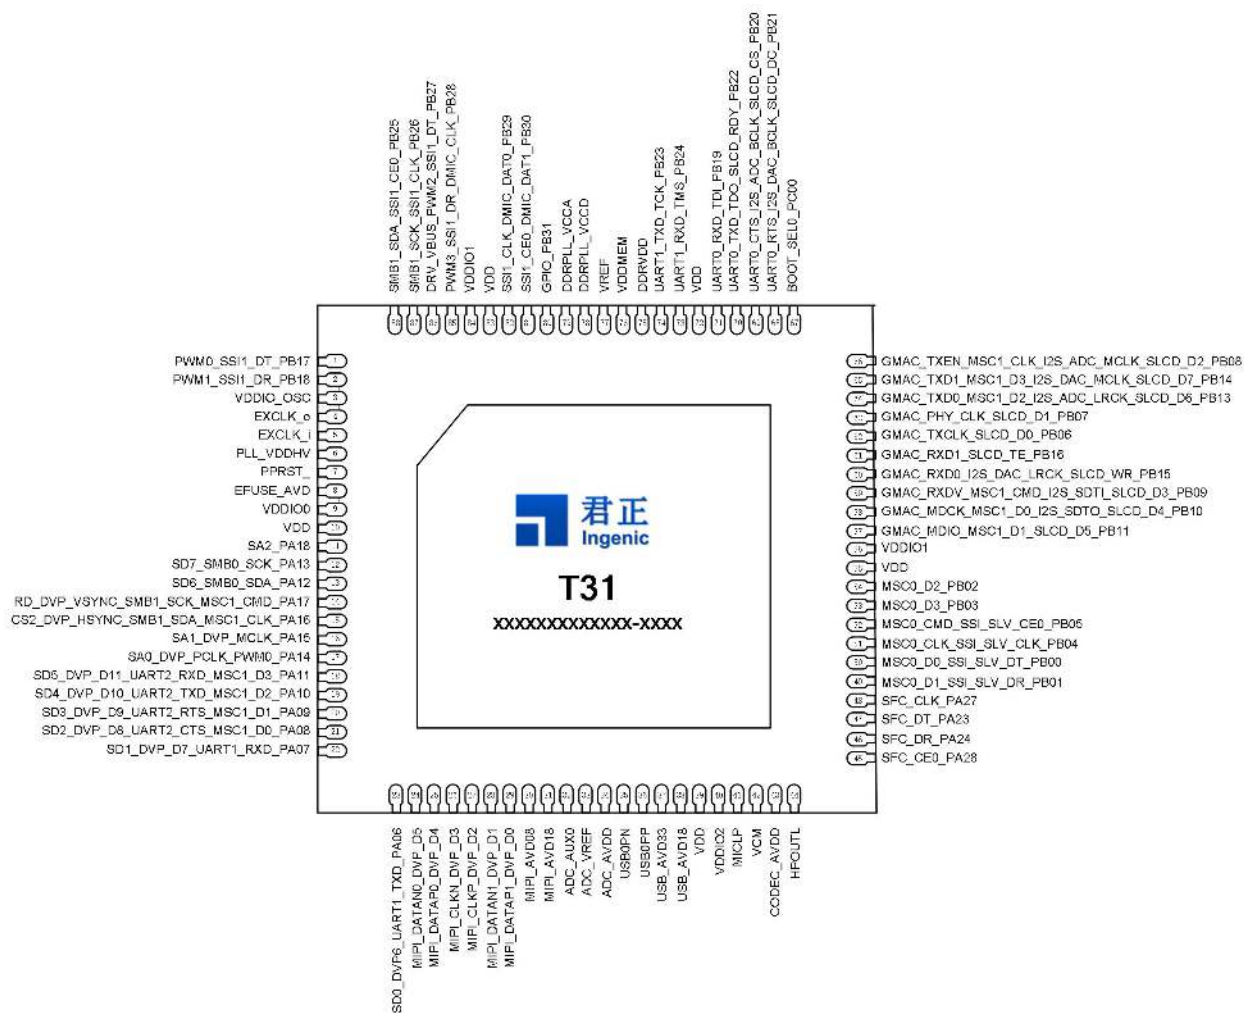 SMB1_SDA_SSI1_CE0_PB25
SMB1_SCK_SSI1_CLK_PB26
DRV_VBUS_PWM2_SSI1_DT_PB27
PWM3_SSI1_DR_DMIC_CLK_PB28
VDDIO1
VDD
SSI1_CLK_DMIC_DAT0_PB29
SSI1_CE0_DMIC_DAT1_PB30
GPIO_PB31
DDRPLL_VCCA
DDRPLL_VCCD
VREF
VDDMEM
DDRVDD
UART1_TXD_TCK_PB23
UART1_RXD_TMS_PB24
VDD
UART0_RXD_TDI_PB19
UART0_TXD_TDO_SLCD_RDY_PB22
UART0_CTS_I2S_ADC_BCLK_SLCD_CS_PB20
UART0_RTS_I2S_DAC_BCLK_SLCD_DC_PB21
BOOT_SEL0_PC00
PWM0_SSI1_DT_PB17
PWM1_SSI1_DR_PB18
VDDIO_OSC
EXCLK_o
EXCLK_i
PLL_VDDHV
PPRST_
EFUSE_AVD
VDDIO0
VDD
SA2_PA18
SD7_SMB0_SCK_PA13
SD6_SMB0_SDA_PA12
RD_DVP_VSYNC_SMB1_SCK_MSC1_CMD_PA17
CS2_DVP_HSYNC_SMB1_SDA_MSC1_CLK_PA16
SA1_DVP_MCLK_PA15
SA0_DVP_PCLK_PWM0_PA14
SD5_DVP_D11_UART2_RXD_MSC1_D3_PA11
SD4_DVP_D10_UART2_TXD_MSC1_D2_PA10
SD3_DVP_D9_UART2_RTS_MSC1_D1_PA09
SD2_DVP_D8_UART2_CTS_MSC1_D0_PA08
SD1_DVP_D7_UART1_RXD_PA07
君正
Ingenic
T31
XXXXXXXXXXXXX-XXXX
GMAC_TXEN_MSC1_CLK_I2S_ADC_MCLK_SLCD_D2_PB08
GMAC_TXD1_MSC1_D3_I2S_DAC_MCLK_SLCD_D7_PB14
GMAC_TXD0_MSC1_D2_I2S_ADC_LRCK_SLCD_D6_PB13
GMAC_PHY_CLK_SLCD_D1_PB07
GMAC_TXCLK_SLCD_D0_PB06
GMAC_RXD1_SLCD_TE_PB16
GMAC_RXD0_I2S_DAC_LRCK_SLCD_WR_PB15
GMAC_RXDV_MSC1_CMD_I2S_SDTI_SLCD_D3_PB09
GMAC_MDCK_MSC1_D0_I2S_SDTO_SLCD_D4_PB10
GMAC_MDIO_MSC1_D1_SLCD_D5_PB11
VDDIO1
VDD
MSC0_D2_PB02
MSC0_D3_PB03
MSC0_CMD_SSI_SLV_CE0_PB05
MSC0_CLK_SSI_SLV_CLK_PB04
MSC0_D0_SSI_SLV_DT_PB00
MSC0_D1_SSI_SLV_DR_PB01
SFC_CLK_PA27
SFC_DT_PA23
SFC_DR_PA24
SFC_CE0_PA28
SD0_DVP6_UART1_TXD_PA06
MIPI_DATAN0_DVP_D5
MIPI_DATAP0_DVP_D4
MIPI_CLKN_DVP_D3
MIPI_CLKP_DVP_D2
MIPI_DATAN1_DVP_D1
MIPI_DATAP1_DVP_D0
MIPI_AVD08
MIPI_AVD18
ADC_AUX0
ADC_VREF
ADC_AVDD
USB0PN
USB0PP
USB_AVD33
USB_AVD18
VDD
VDDIO2
MICLP
VCM
CODEC_AVDD
HPOUTL